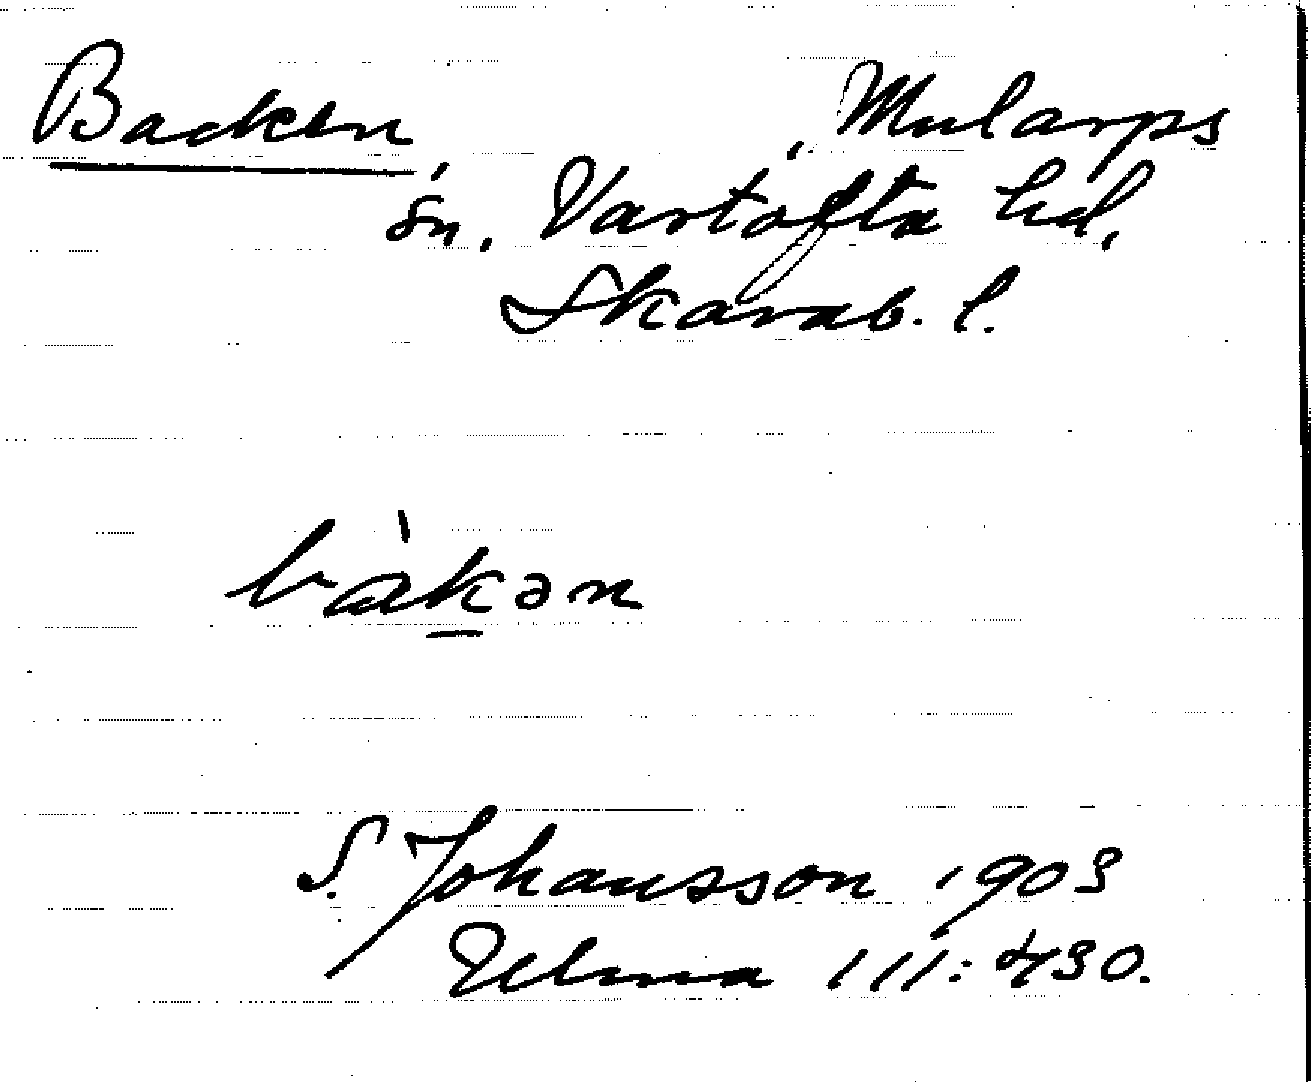 Backen, Mularps
sn. Vartofta hd,
Skarab. l.
bàkən
S. Johansson 1903
Ulma 111:430.